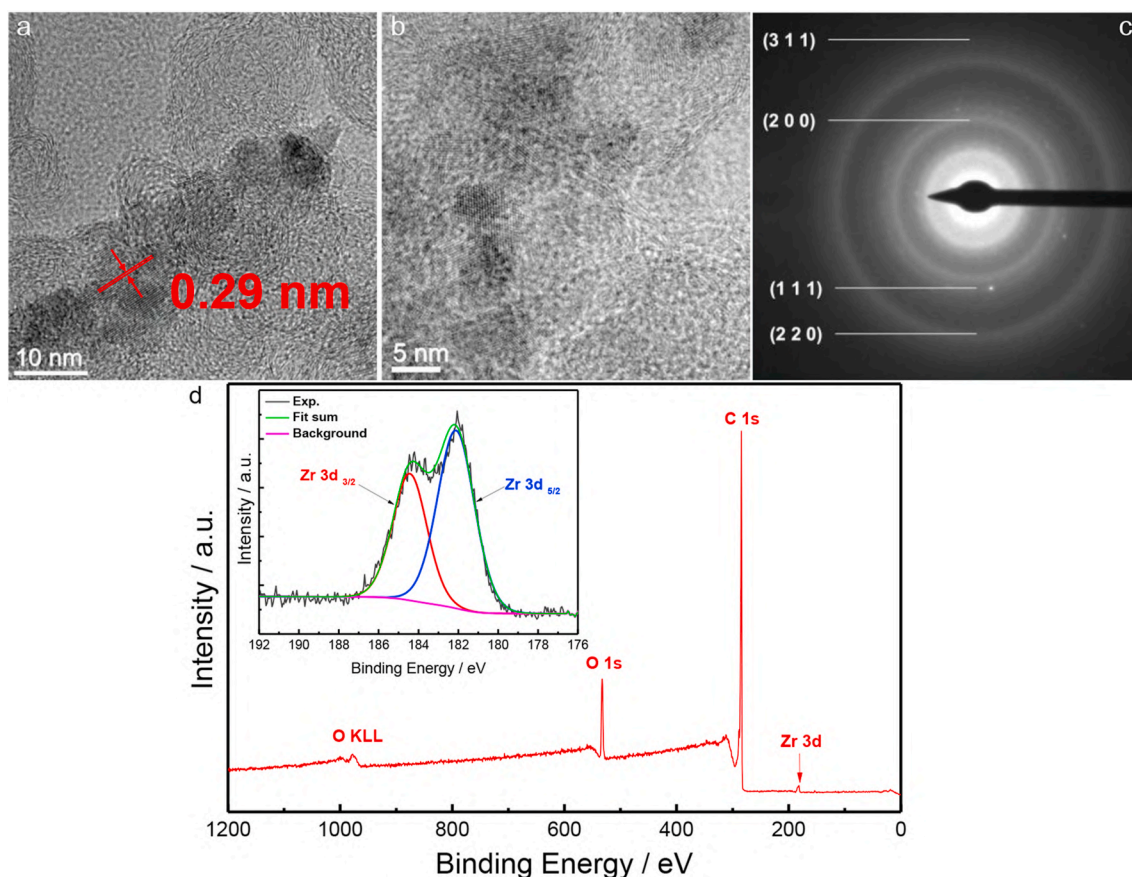 a
0.29 nm
10 nm
b
5 nm
c
(3 1 1)
(2 0 0)
(1 1 1)
(2 2 0)
d
Exp.
Fit sum
Background
Zr 3d 3/2
Zr 3d 5/2
Intensity / a.u.
192 190 188 186 184 182 180 178 176
Binding Energy / eV
C 1s
O 1s
O KLL
Zr 3d
Intensity / a.u.
1200 1000 800 600 400 200 0
Binding Energy / eV